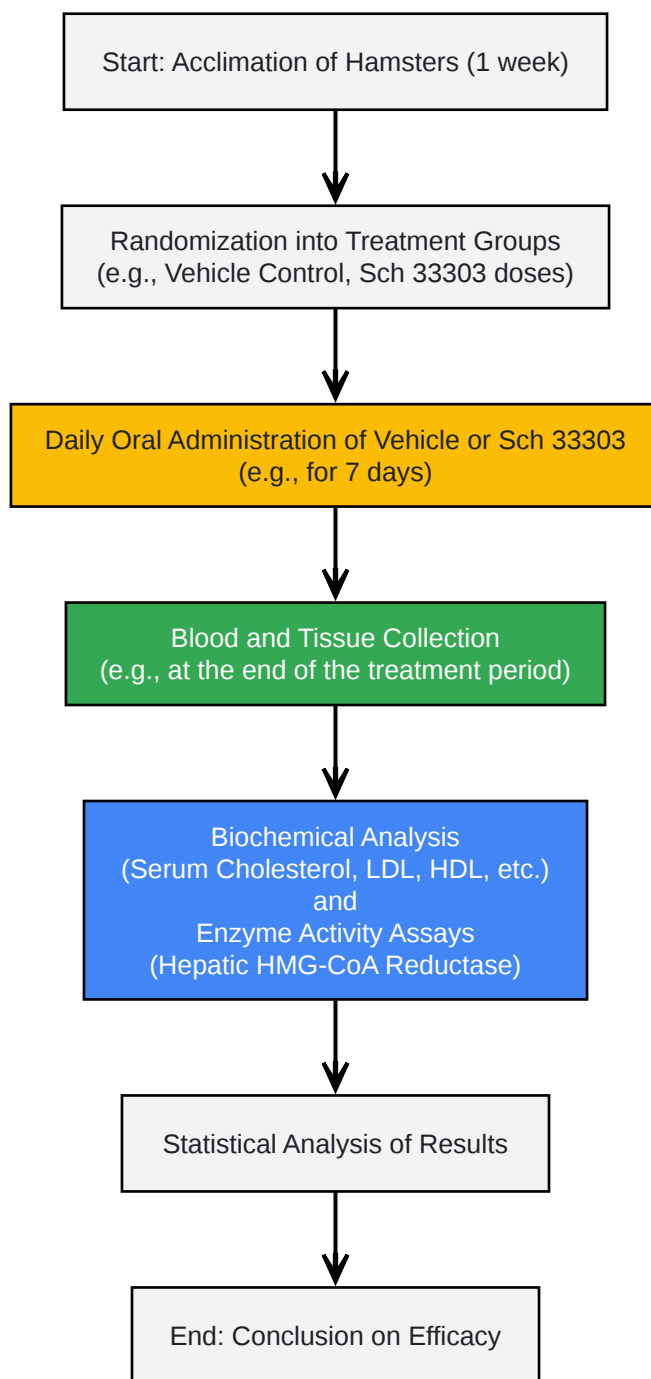 Start: Acclimation of Hamsters (1 week)
Randomization into Treatment Groups
(e.g., Vehicle Control, Sch 33303 doses)
Daily Oral Administration of Vehicle or Sch 33303
(e.g., for 7 days)
Blood and Tissue Collection
(e.g., at the end of the treatment period)
Biochemical Analysis
(Serum Cholesterol, LDL, HDL, etc.)
and
Enzyme Activity Assays
(Hepatic HMG-CoA Reductase)
Statistical Analysis of Results
End: Conclusion on Efficacy